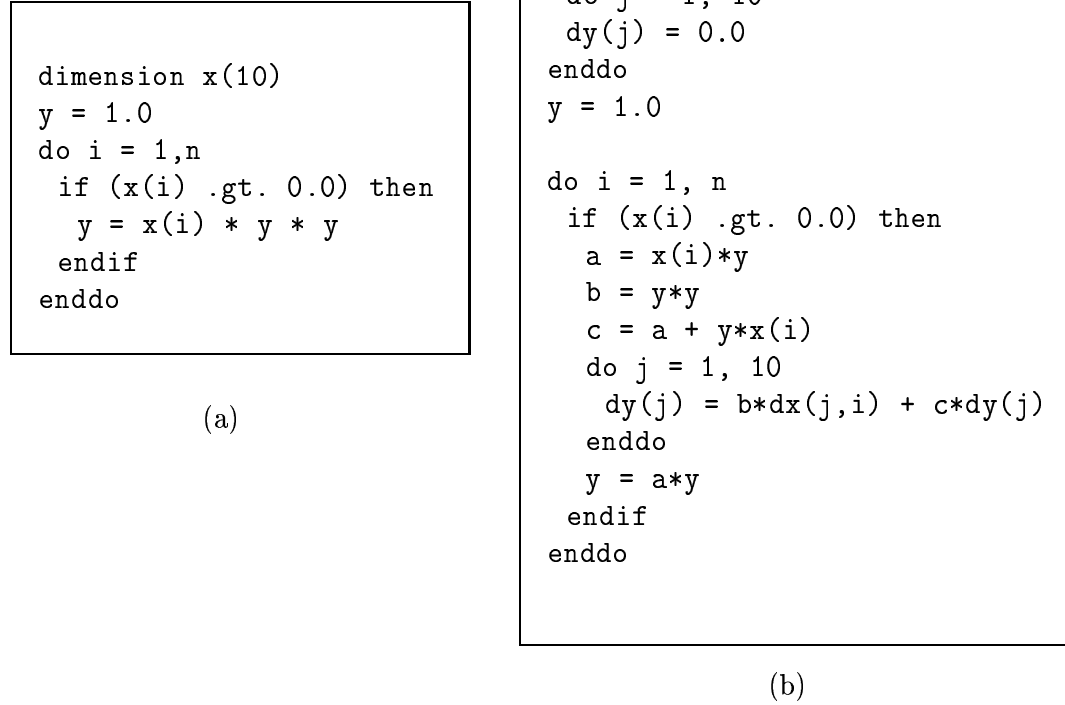 dimension x(10)
y = 1.0
do i = 1,n
if (x(i) .gt. 0.0) then
y = x(i) * y * y
endif
enddo
(a)
dy(j) = 0.0
enddo
y = 1.0
do i = 1, n
if (x(i) .gt. 0.0) then
a = x(i)*y
b = y*y
c = a + y*x(i)
do j = 1, 10
dy(j) = b*dx(j,i) + c*dy(j)
enddo
y = a*y
endif
enddo
(b)